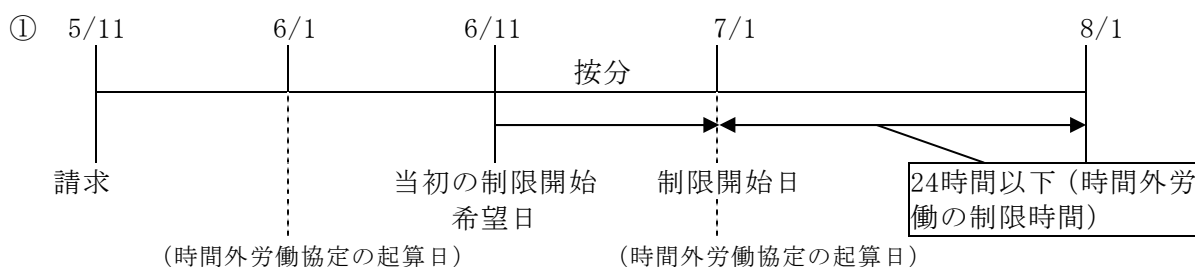 ① 5/11 6/1 6/11 7/1 8/1
按分
請求
当初の制限開始
希望日
制限開始日
24時間以下(時間外労
働の制限時間)
(時間外労働協定の起算日) (時間外労働協定の起算日)